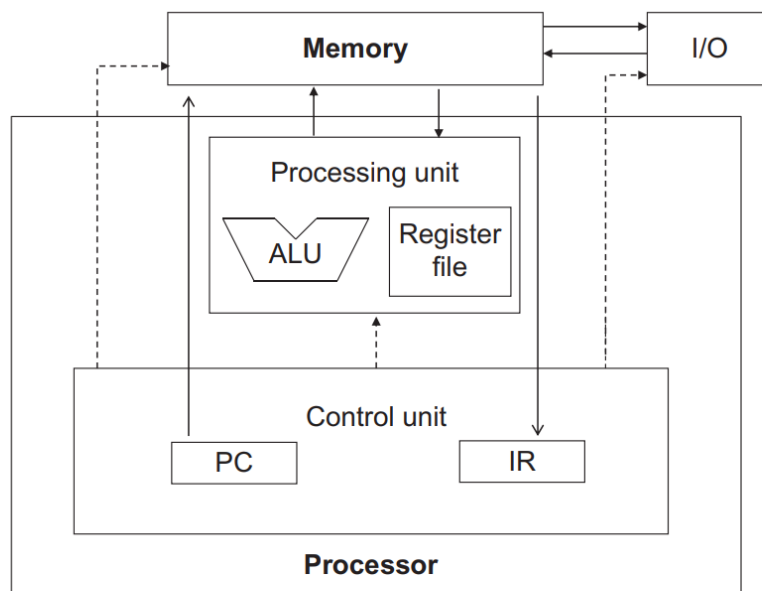 Memory
I/O
Processing unit
ALU
Register
file
Control unit
PC
IR
Processor